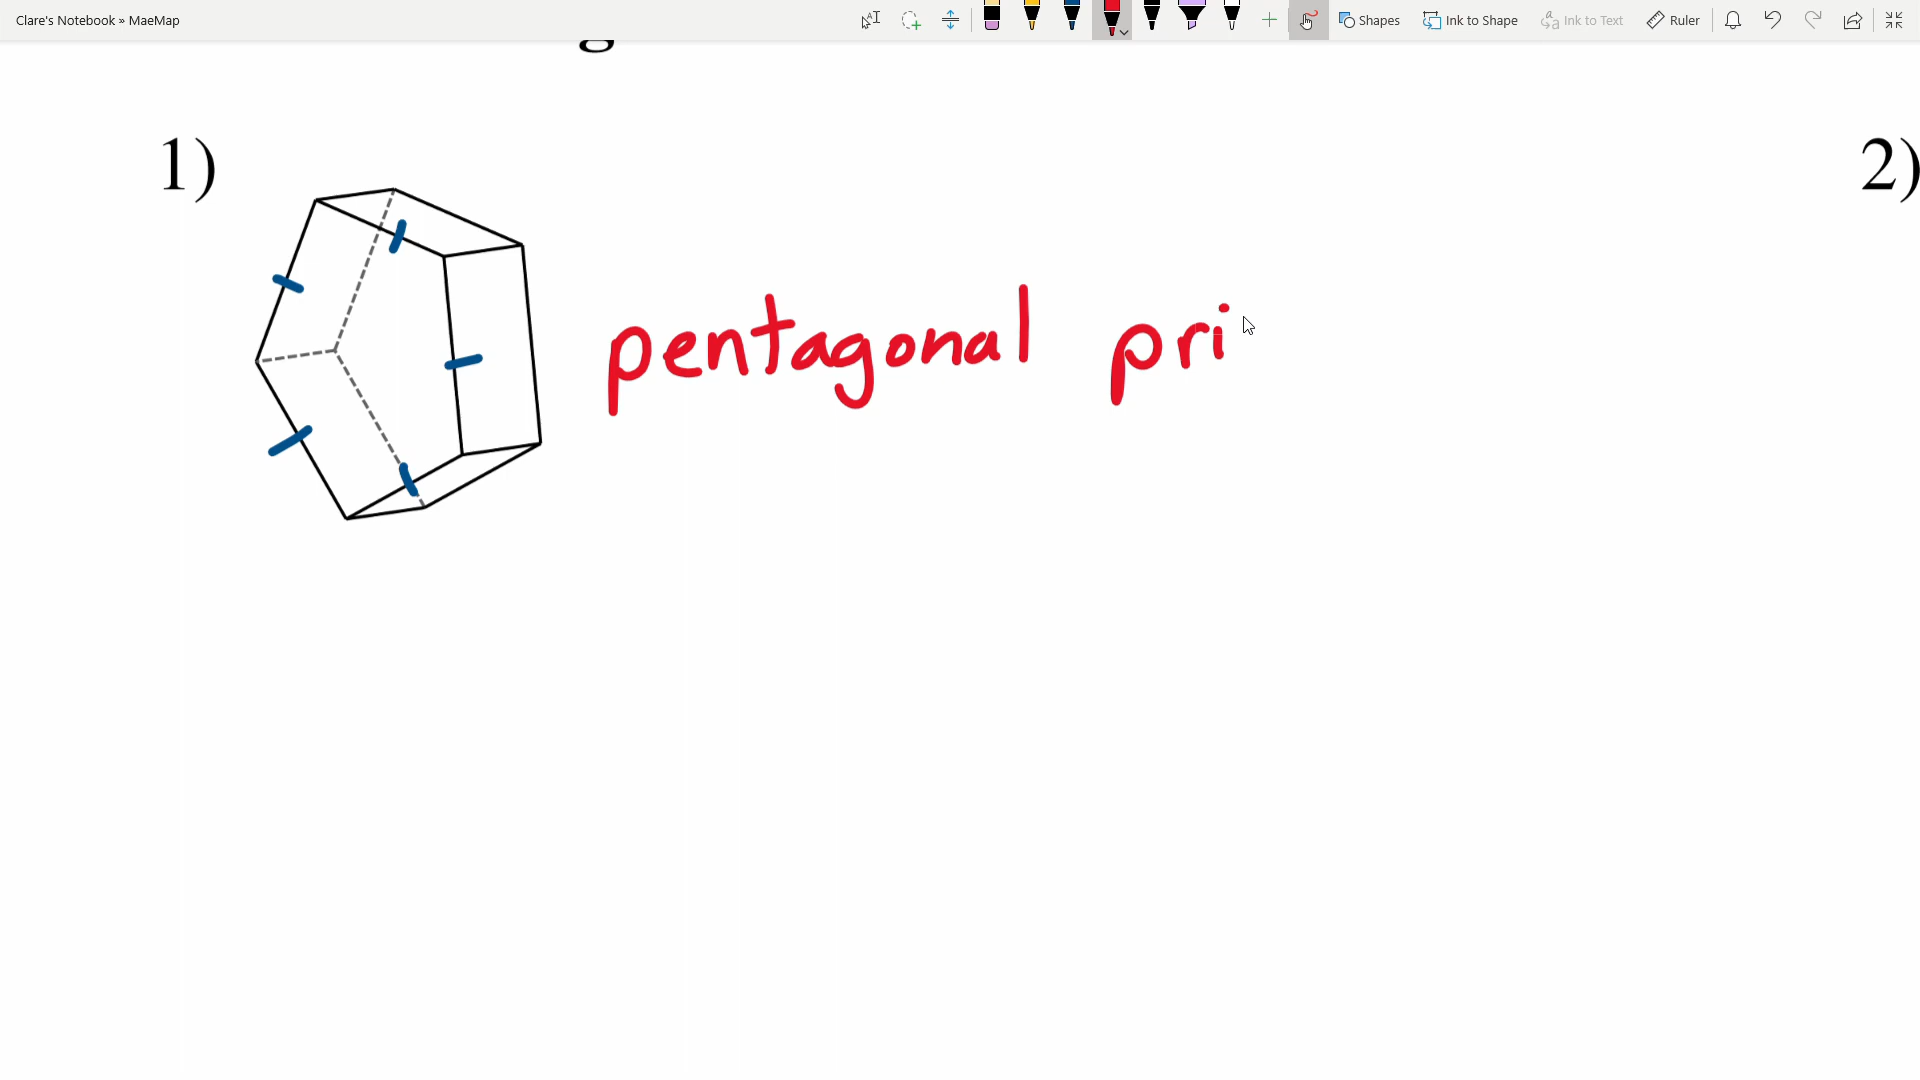 Clare's Notebook » MaeMap
Shapes
Ink to Shape
Ink to Text
Ruler
1)
2)
pentagonal pri